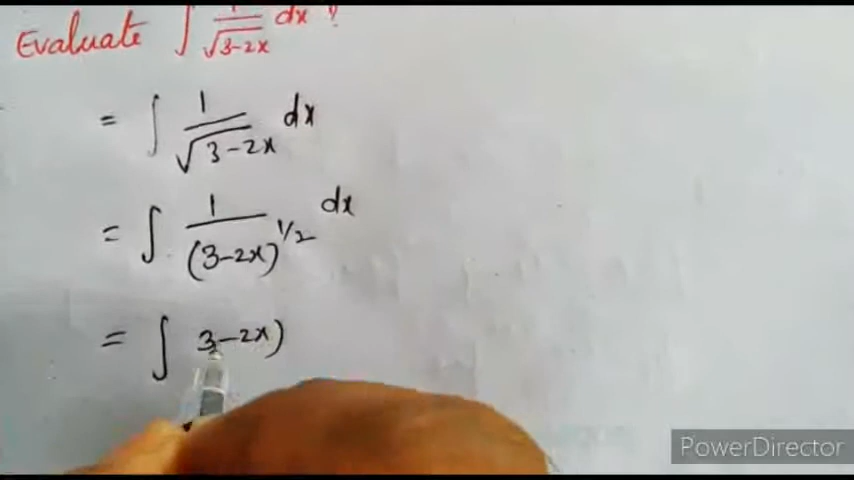 Evaluate ∫ 1/√3-2x dx ?
= ∫ 1/√3-2x dx
= ∫ 1/(3-2x)^1/2 dx
= ∫ 3-2x)
PowerDirector